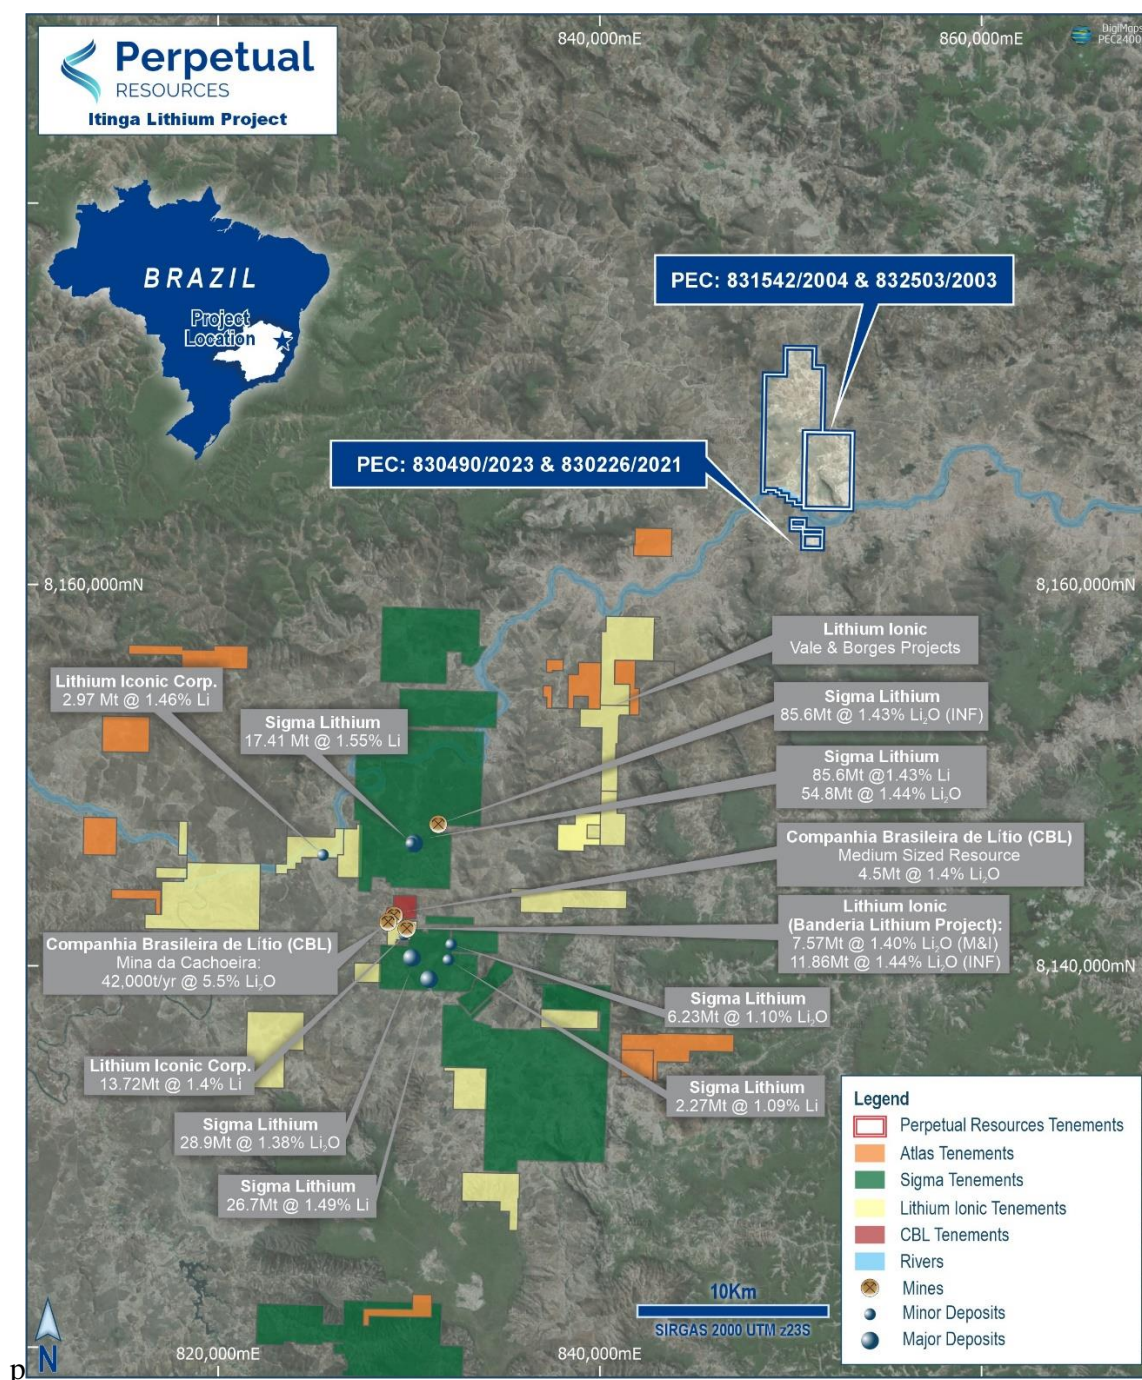 840,000mE
860,000mE
DigiMaps
PEC2400
Perpetual
RESOURCES
Itinga Lithium Project
BRAZIL
Project
Location
PEC: 831542/2004 & 832503/2003
PEC: 830490/2023 & 830226/2021
8,160,000mN
8,160,000mN
Lithium Ionic
Vale & Borges Projects
Lithium Iconic Corp.
2.97 Mt @ 1.46% Li
Sigma Lithium
17.41 Mt @ 1.55% Li
Sigma Lithium
85.6Mt @ 1.43% Li₂O (INF)
Sigma Lithium
85.6Mt @1.43% Li
54.8Mt @ 1.44% Li₂O
Companhia Brasileira de Lítio (CBL)
Medium Sized Resource
4.5Mt @ 1.4% Li₂O
Lithium Ionic
(Banderia Lithium Project):
7.57Mt @ 1.40% Li₂O (M&I)
11.86Mt @ 1.44% Li₂O (INF)
Companhia Brasileira de Lítio (CBL)
Mina da Cachoeira:
42,000t/yr @ 5.5% Li₂O
8,140,000mN
Sigma Lithium
6.23Mt @ 1.10% Li₂O
Lithium Iconic Corp.
13.72Mt @ 1.4% Li
Sigma Lithium
2.27Mt @ 1.09% Li
Sigma Lithium
28.9Mt @ 1.38% Li₂O
Sigma Lithium
26.7Mt @ 1.49% Li
Legend
Perpetual Resources Tenements
Atlas Tenements
Sigma Tenements
Lithium Ionic Tenements
CBL Tenements
Rivers
Mines
Minor Deposits
Major Deposits
10Km
SIRGAS 2000 UTM z23S
N
820,000mE
840,000mE
p